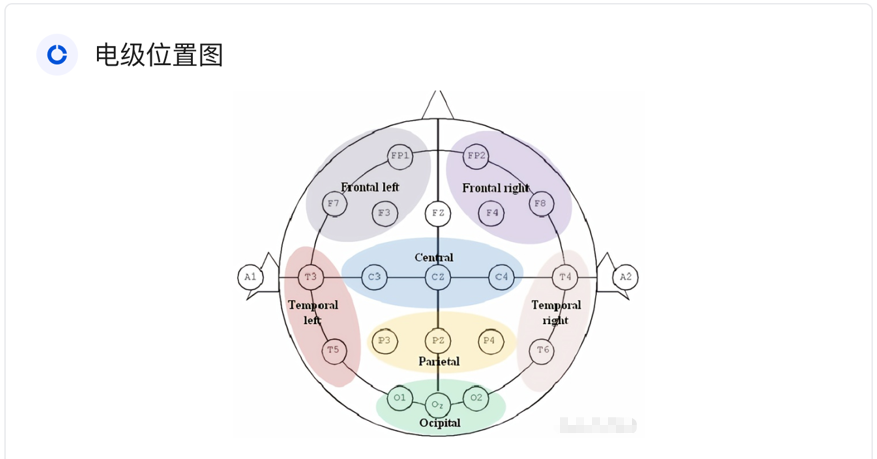 电级位置图
FP1
FP2
Frontal left
Frontal right
F7
F3
FZ
F4
F8
Central
A1
T3
C3
CZ
C4
T4
A2
Temporal
left
Temporal
right
P3
PZ
P4
T5
T6
Parietal
O1
Oz
O2
Ocipital